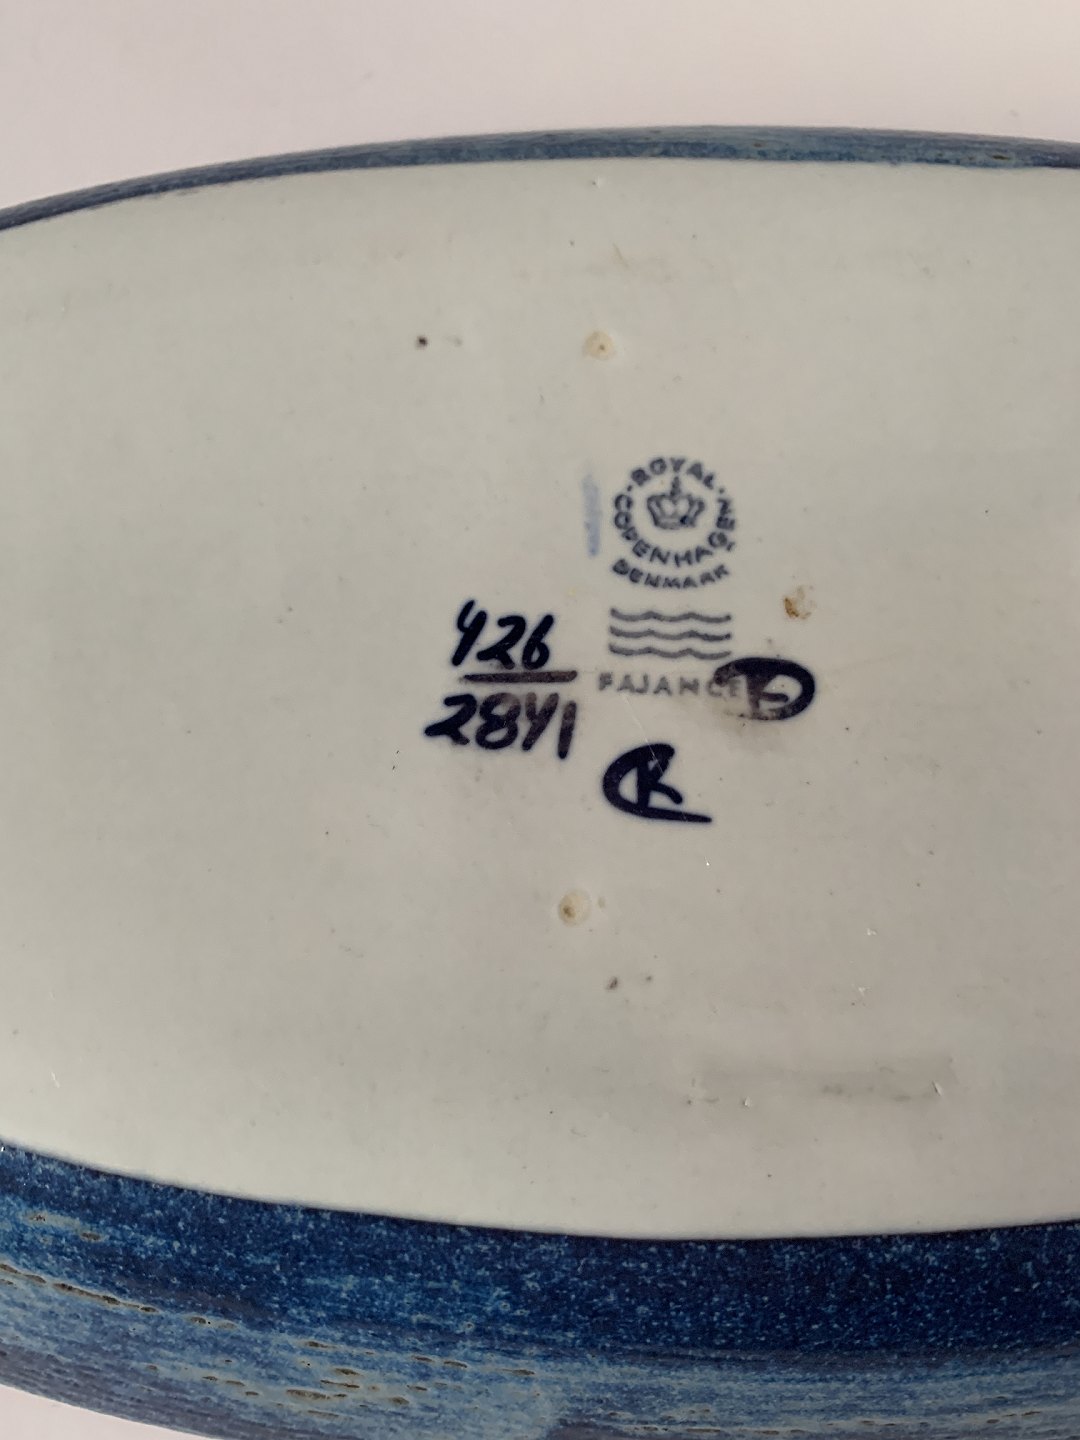 ROYAL COPENHAGEN
DENMARK
426
2841
FAJANCE